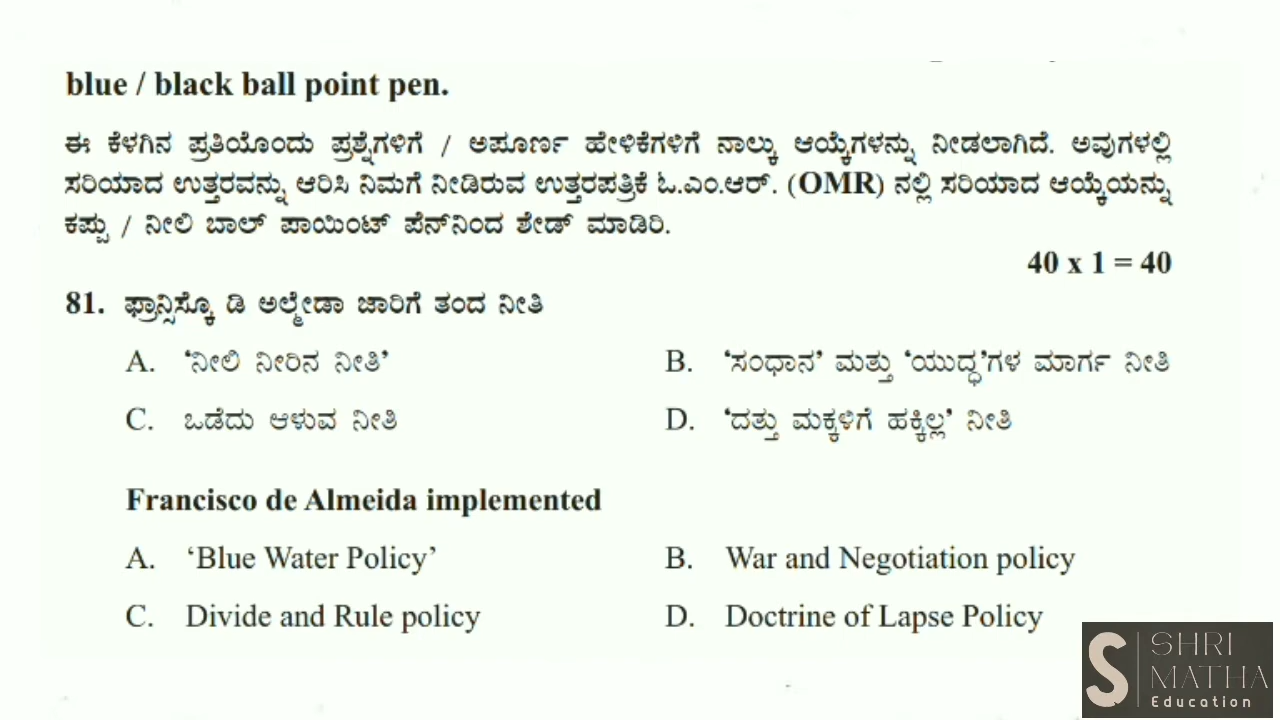 blue / black ball point pen.
ಈ ಕೆಳಗಿನ ಪ್ರತಿಯೊಂದು ಪ್ರಶ್ನೆಗಳಿಗೆ / ಅಪೂರ್ಣ ಹೇಳಿಕೆಗಳಿಗೆ ನಾಲ್ಕು ಆಯ್ಕೆಗಳನ್ನು ನೀಡಲಾಗಿದೆ. ಅವುಗಳಲ್ಲಿ
ಸರಿಯಾದ ಉತ್ತರವನ್ನು ಆರಿಸಿ ನಿಮಗೆ ನೀಡಿರುವ ಉತ್ತರಪತ್ರಿಕೆ ಓ.ಎಂ.ಆರ್. (OMR) ನಲ್ಲಿ ಸರಿಯಾದ ಆಯ್ಕೆಯನ್ನು
ಕಪ್ಪು / ನೀಲಿ ಬಾಲ್ ಪಾಯಿಂಟ್ ಪೆನ್‌ನಿಂದ ಶೇಡ್ ಮಾಡಿರಿ.
40 x 1 = 40
81. ಫ್ರಾನ್ಸಿಸ್ಕೊ ಡಿ ಅಲ್ಮೇಡಾ ಜಾರಿಗೆ ತಂದ ನೀತಿ
A. ‘ನೀಲಿ ನೀರಿನ ನೀತಿ’ B. ‘ಸಂಧಾನ’ ಮತ್ತು ‘ಯುದ್ಧ’ಗಳ ಮಾರ್ಗ ನೀತಿ
C. ಒಡೆದು ಆಳುವ ನೀತಿ D. ‘ದತ್ತು ಮಕ್ಕಳಿಗೆ ಹಕ್ಕಿಲ್ಲ’ ನೀತಿ
Francisco de Almeida implemented
A. ‘Blue Water Policy’ B. War and Negotiation policy
C. Divide and Rule policy D. Doctrine of Lapse Policy
S SHRI
MATHA
Education